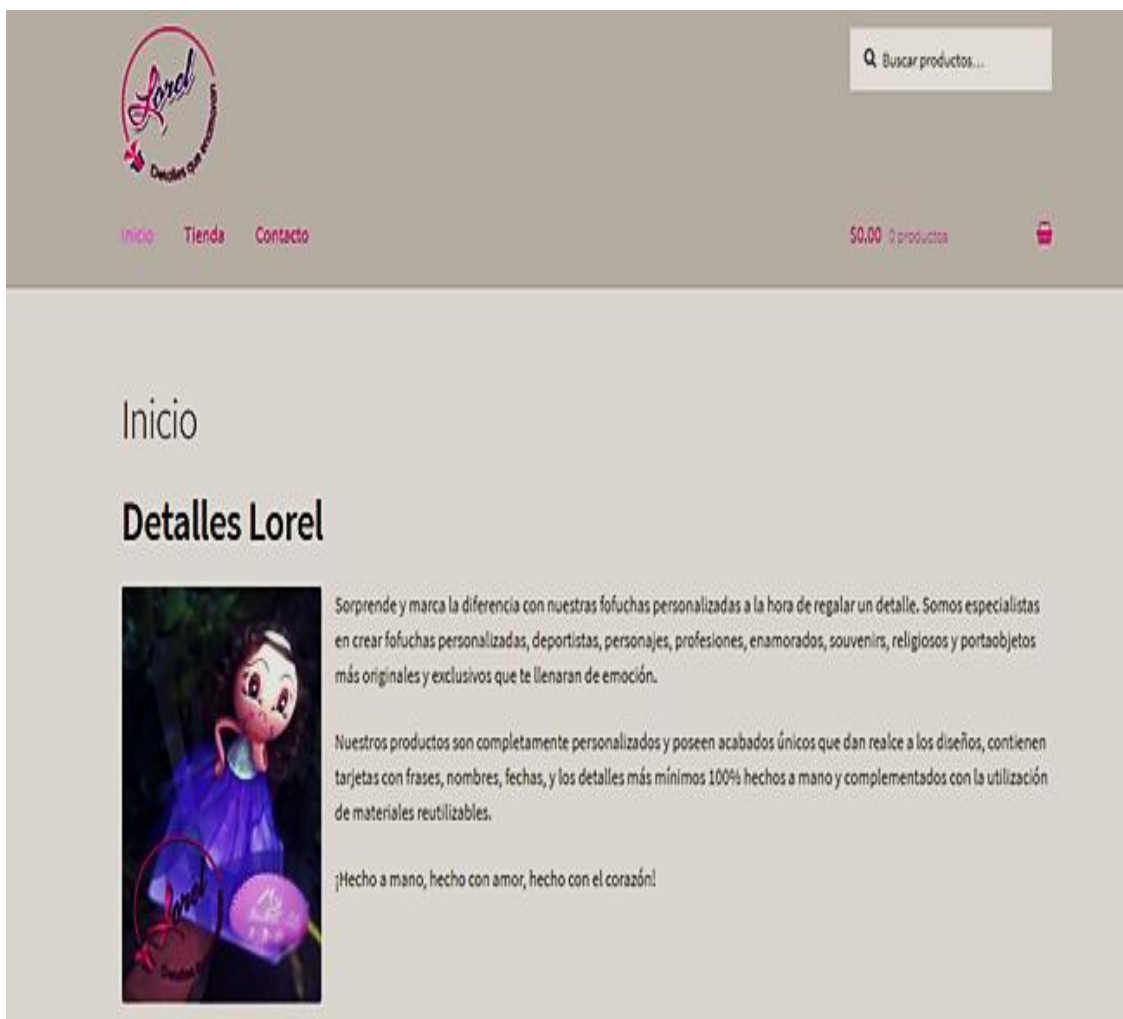 Lorel
Detalles que enamoran
Buscar productos...
Inicio Tienda Contacto
$0.00 0 productos
Inicio
Detalles Lorel
Sorprende y marca la diferencia con nuestras fofuchas personalizadas a la hora de regalar un detalle. Somos especialistas
en crear fofuchas personalizadas, deportistas, personajes, profesiones, enamorados, souvenirs, religiosos y portaobjetos
más originales y exclusivos que te llenaran de emoción.
Nuestros productos son completamente personalizados y poseen acabados únicos que dan realce a los diseños, contienen
tarjetas con frases, nombres, fechas, y los detalles más mínimos 100% hechos a mano y complementados con la utilización
de materiales reutilizables.
¡Hecho a mano, hecho con amor, hecho con el corazón!
My
Lorel
Detalles